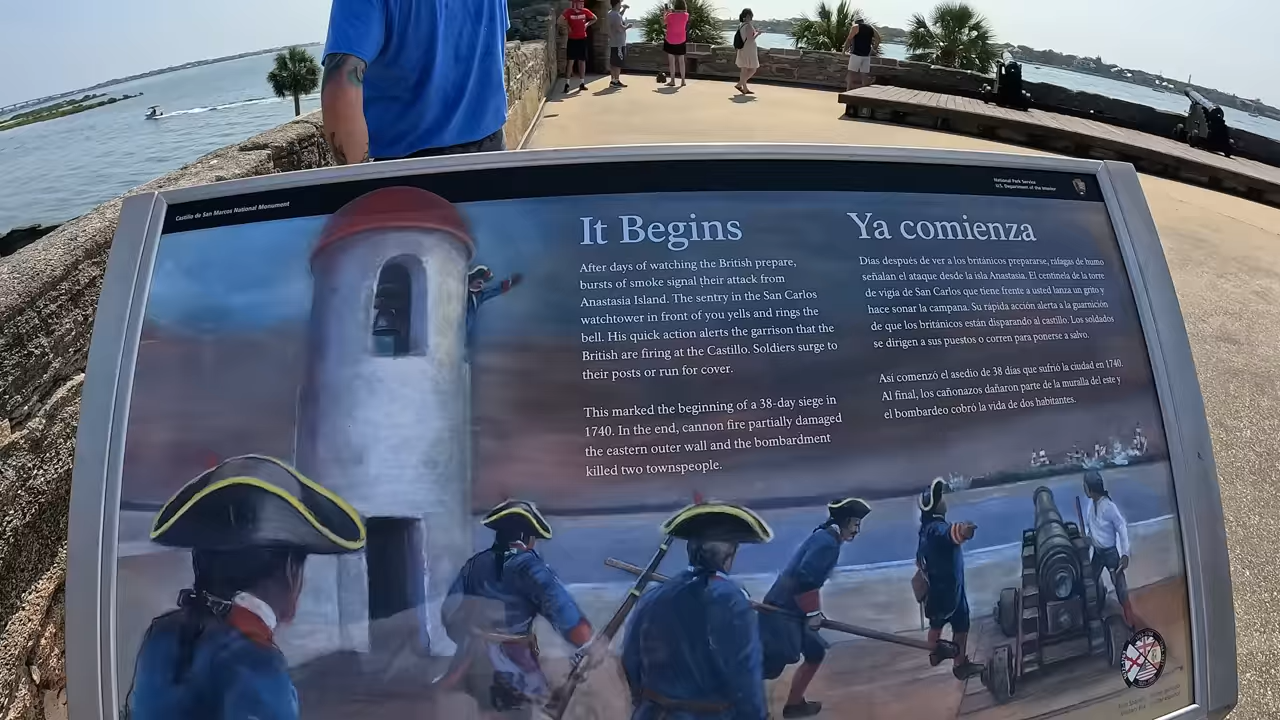 Castillo de San Marcos National Monument
National Park Service
U.S. Department of the Interior
It Begins
After days of watching the British prepare,
bursts of smoke signal their attack from
Anastasia Island. The sentry in the San Carlos
watchtower in front of you yells and rings the
bell. His quick action alerts the garrison that the
British are firing at the Castillo. Soldiers surge to
their posts or run for cover.
This marked the beginning of a 38-day siege in
1740. In the end, cannon fire partially damaged
the eastern outer wall and the bombardment
killed two townspeople.
Ya comienza
Días después de ver a los británicos prepararse, ráfagas de humo
señalan el ataque desde la isla Anastasia. El centinela de la torre
de vigía de San Carlos que tiene frente a usted lanza un grito y
hace sonar la campana. Su rápida acción alerta a la guarnición
de que los británicos están disparando al castillo. Los soldados
se dirigen a sus puestos o corren para ponerse a salvo.
Así comenzó el asedio de 38 días que sufrió la ciudad en 1740.
Al final, los cañonazos dañaron parte de la muralla del este y
el bombardeo cobró la vida de dos habitantes.